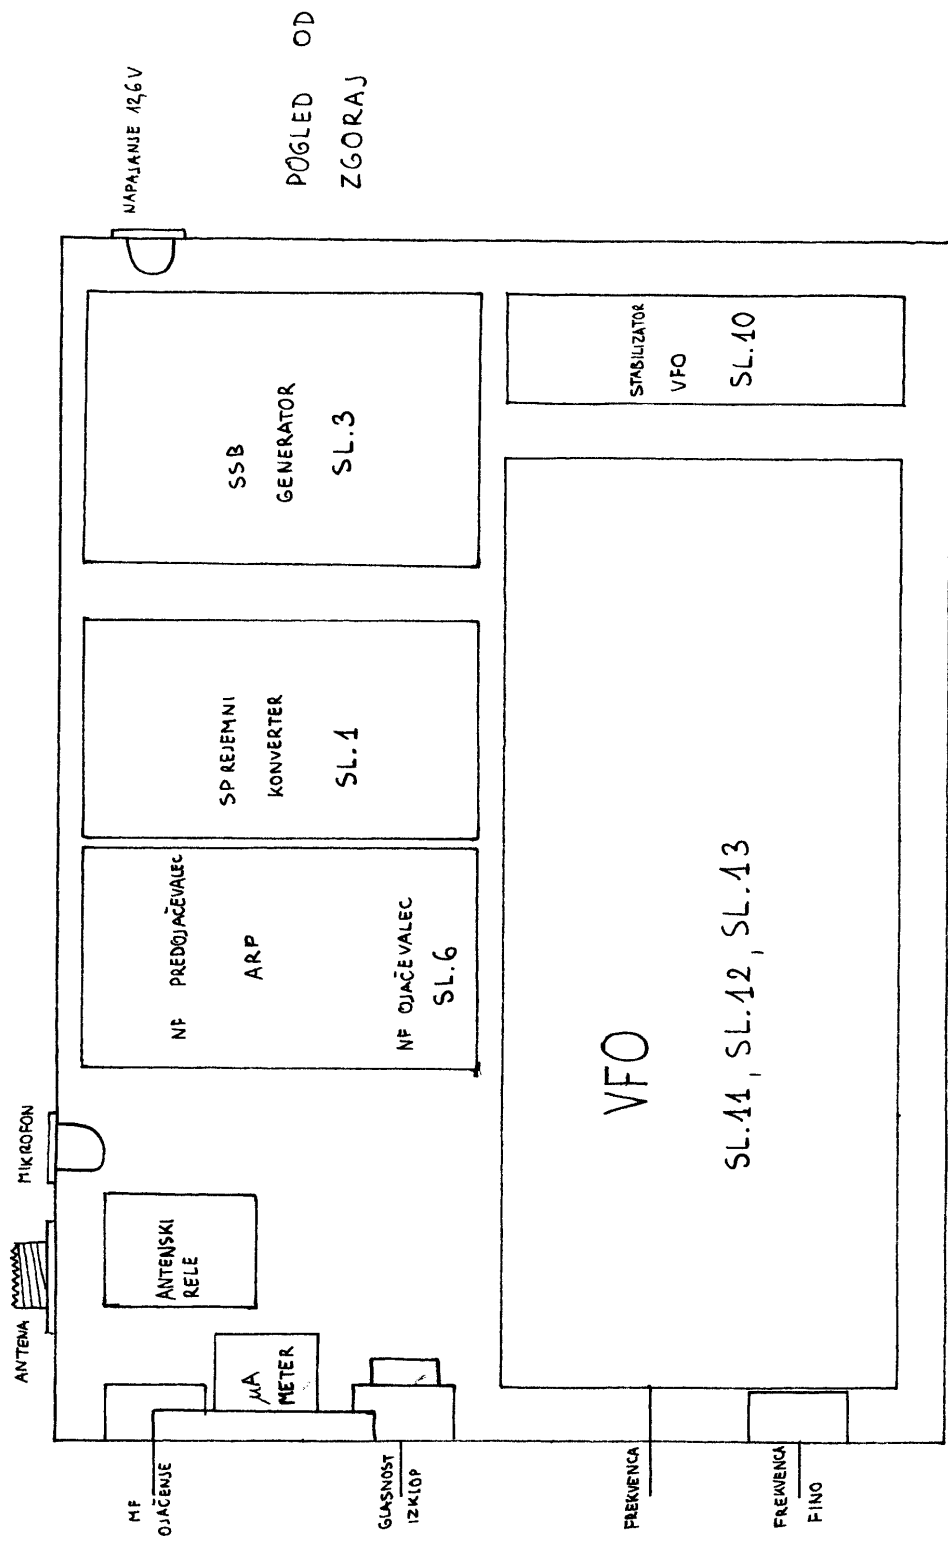 NAPAJANJE 12,6V
POGLED OD
ZGORAJ
SSB
GENERATOR
SL.3
STABILIZATOR
VFO
SL.10
SPREJEMNI
KONVERTER
SL.1
NF PREDOJAČEVALEC
ARP
NF OJAČEVALEC
SL.6
VFO
SL.11, SL.12, SL.13
MIKROFON
ANTENA
ANTENSKI
RELE
μA
METER
MF
OJAČENJE
GLASNOST
IZKLOP
FREKVENCA
FREKVENCA
FINO